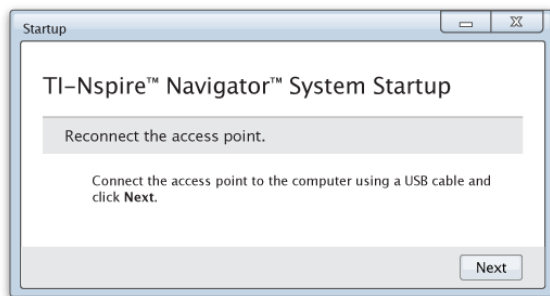 Startup
TI-Nspire™ Navigator™ System Startup
Reconnect the access point.
Connect the access point to the computer using a USB cable and
click Next.
Next